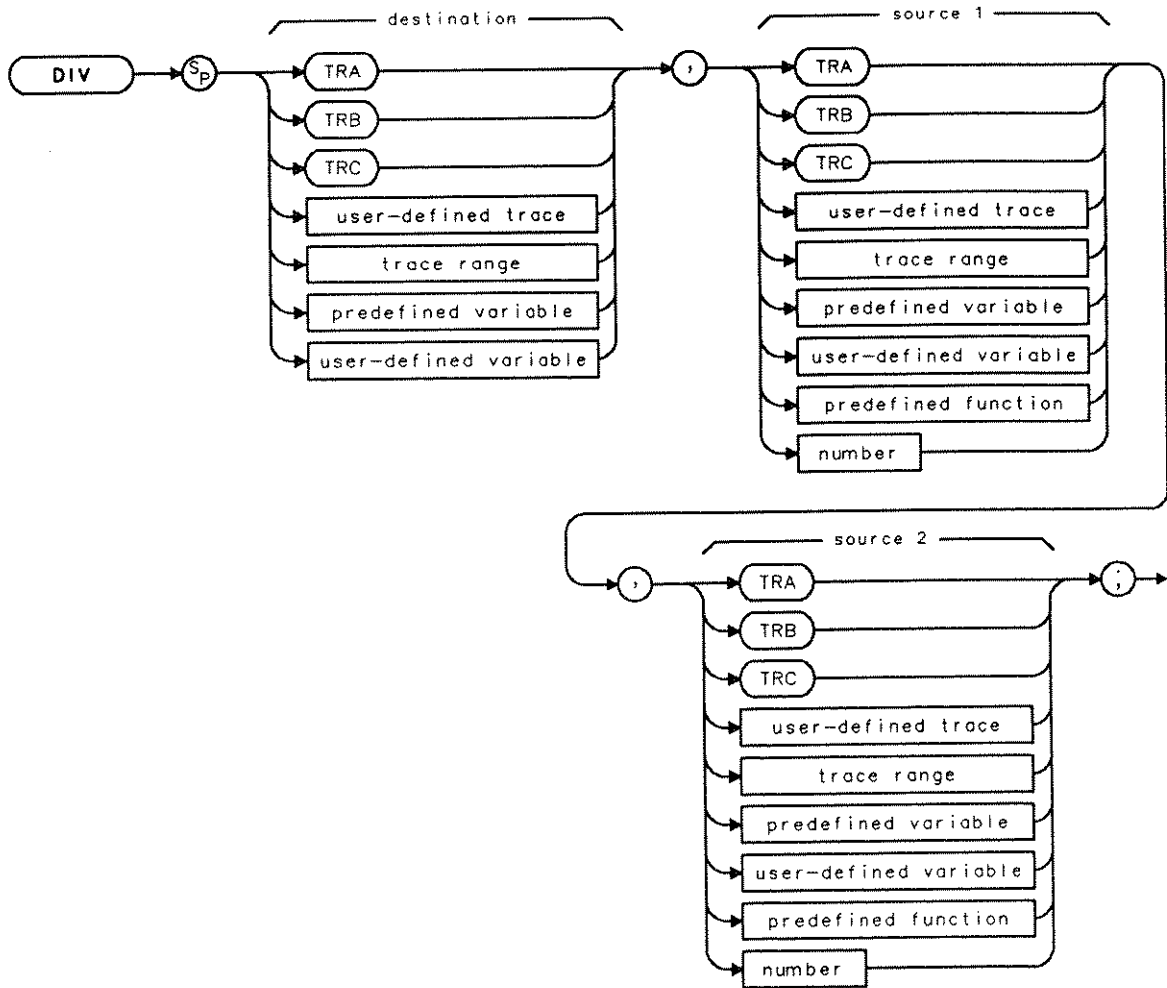 destination
source 1
DIV
SP
TRA
TRB
TRC
user-defined trace
trace range
predefined variable
user-defined variable
,
TRA
TRB
TRC
user-defined trace
trace range
predefined variable
user-defined variable
predefined function
number
source 2
,
TRA
TRB
TRC
user-defined trace
trace range
predefined variable
user-defined variable
predefined function
number
;